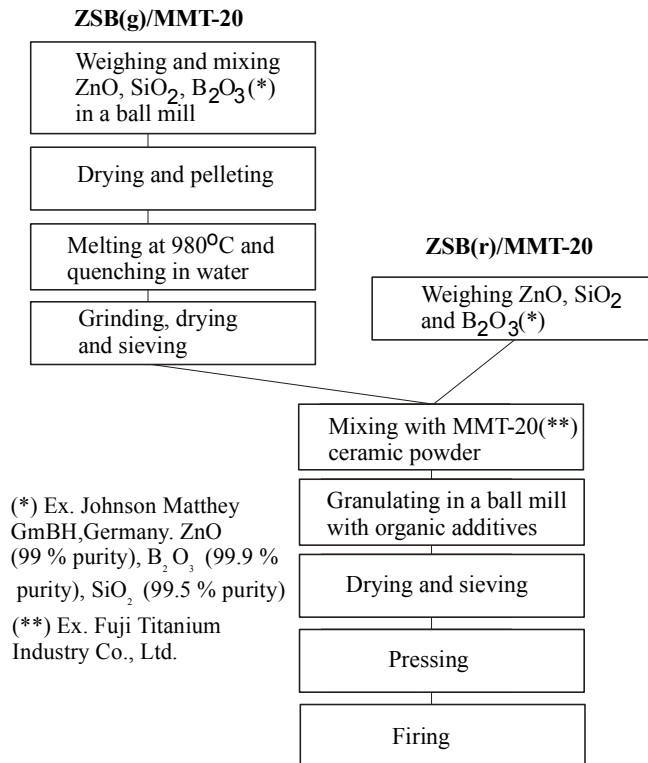 ZSB(g)/MMT-20
Weighing and mixing
ZnO, SiO2, B2O3(*)
in a ball mill
Drying and pelleting
Melting at 980oC and
quenching in water
Grinding, drying
and sieving
ZSB(r)/MMT-20
Weighing ZnO, SiO2
and B2O3(*)
Mixing with MMT-20(**)
ceramic powder
Granulating in a ball mill
with organic additives
Drying and sieving
Pressing
Firing
(*) Ex. Johnson Matthey
GmBH,Germany. ZnO
(99 % purity), B2O3 (99.9 %
purity), SiO2 (99.5 % purity)
(**) Ex. Fuji Titanium
Industry Co., Ltd.